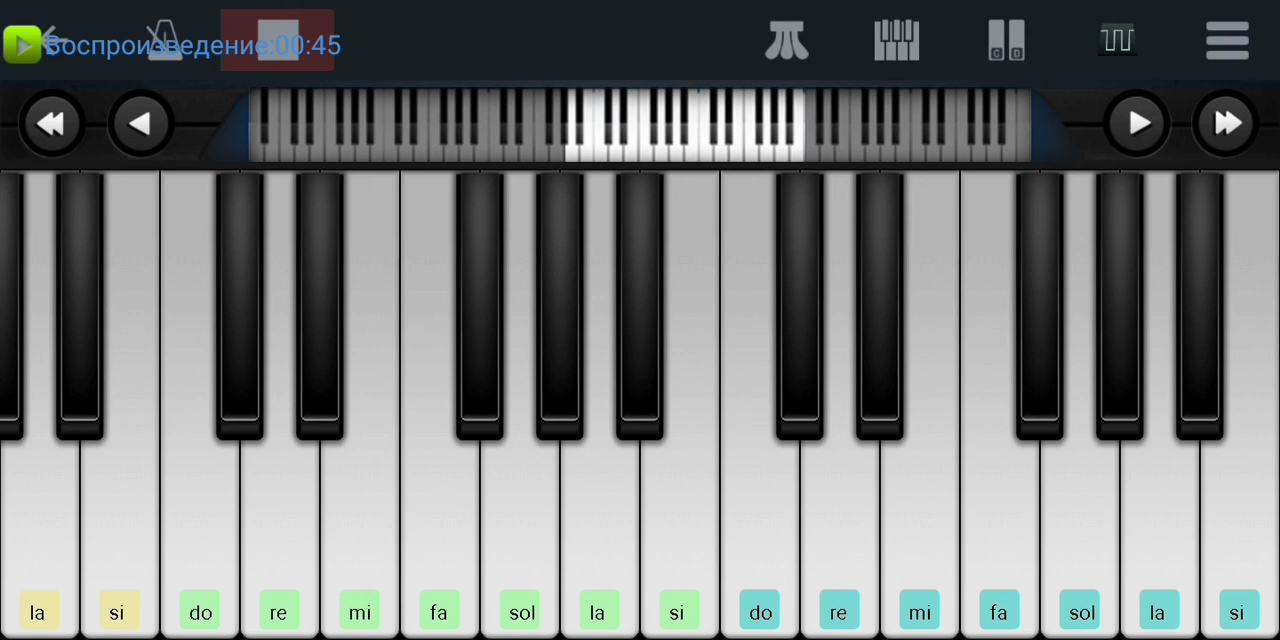 Воспроизведение:00:45
C D
la si do re mi fa sol la si do re mi fa sol la si